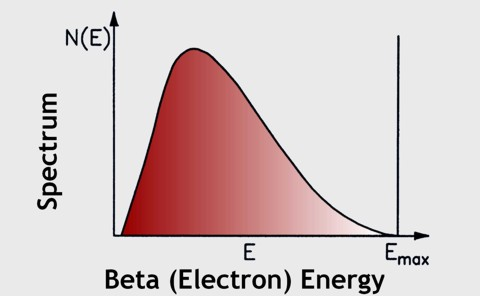 N(E)
Spectrum
E
Emax
Beta (Electron) Energy